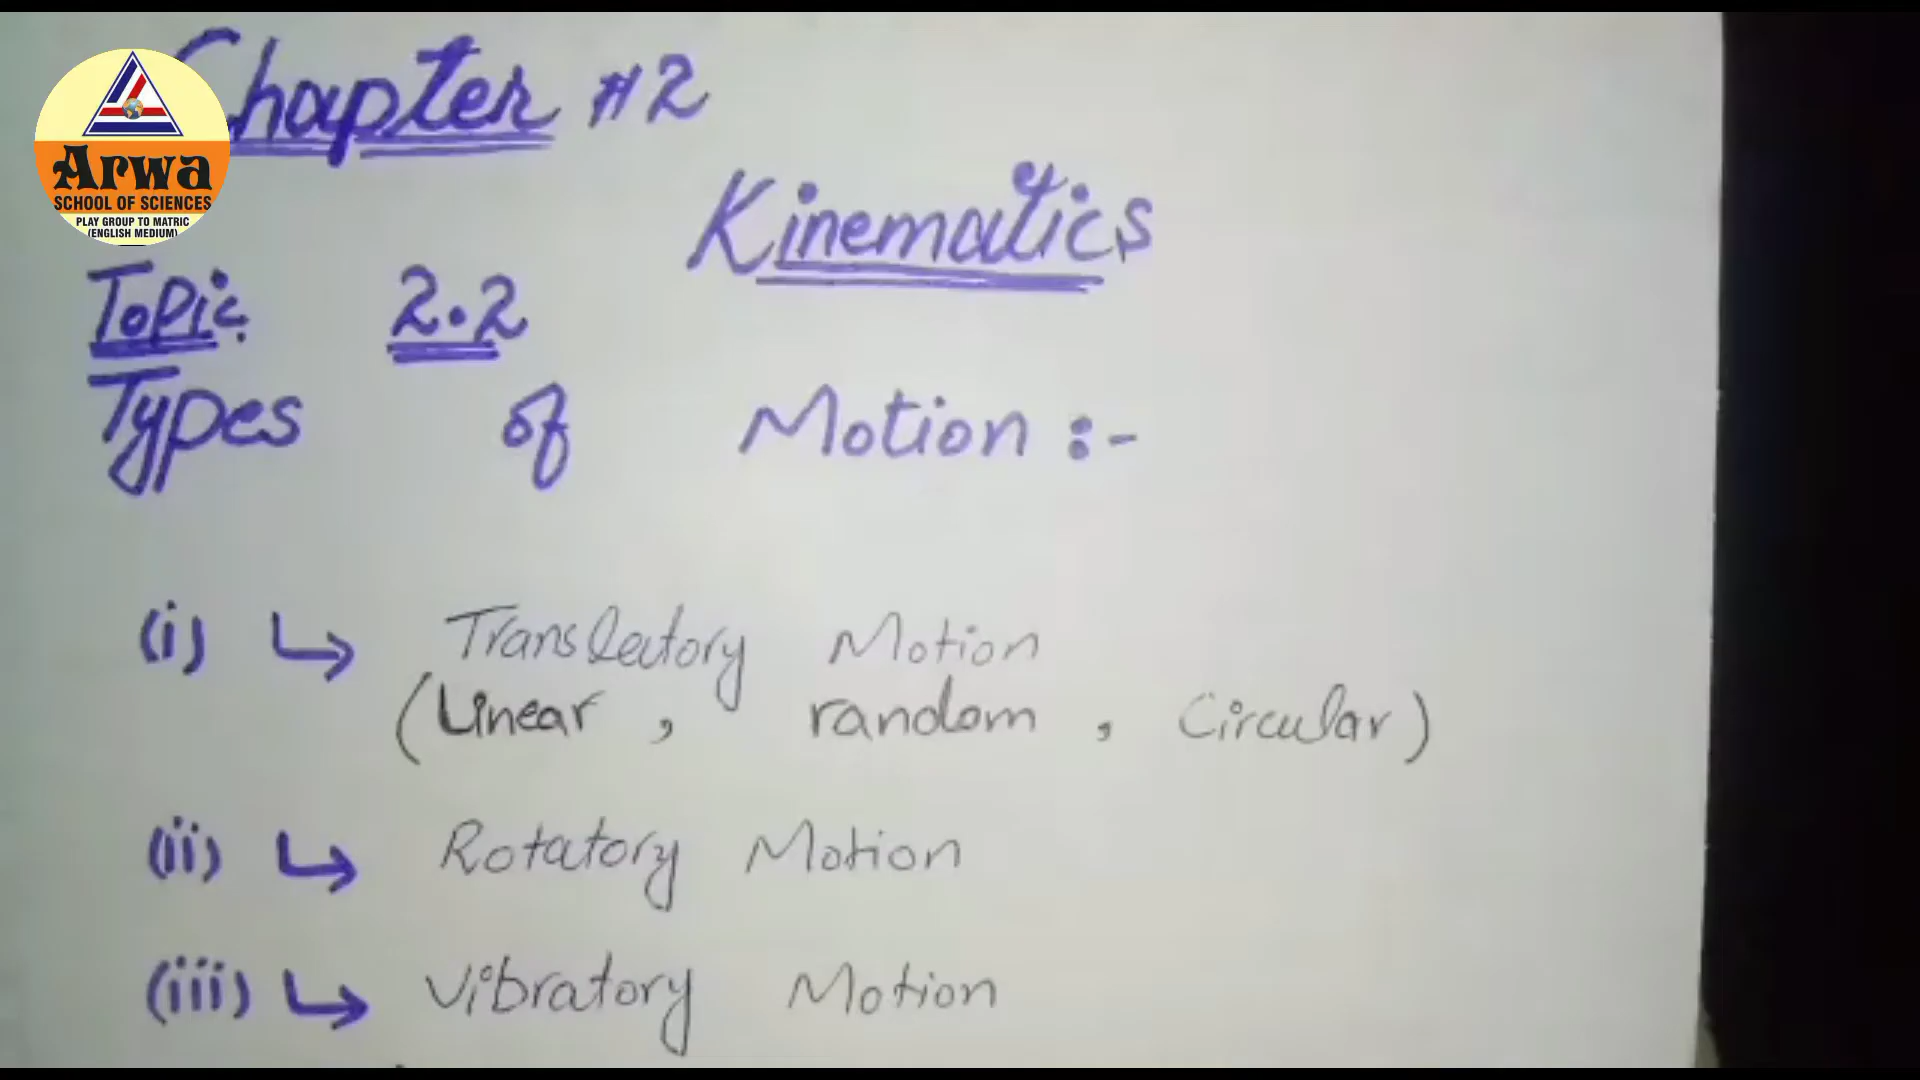 Chapter #2
Arwa
SCHOOL OF SCIENCES
PLAY GROUP TO MATRIC
(ENGLISH MEDIUM)
Kinematics
Topic 2.2
Types of Motion :-
(i) ↳ Translatory Motion
(Linear , random , Circular)
(ii) ↳ Rotatory Motion
(iii) ↳ Vibratory Motion